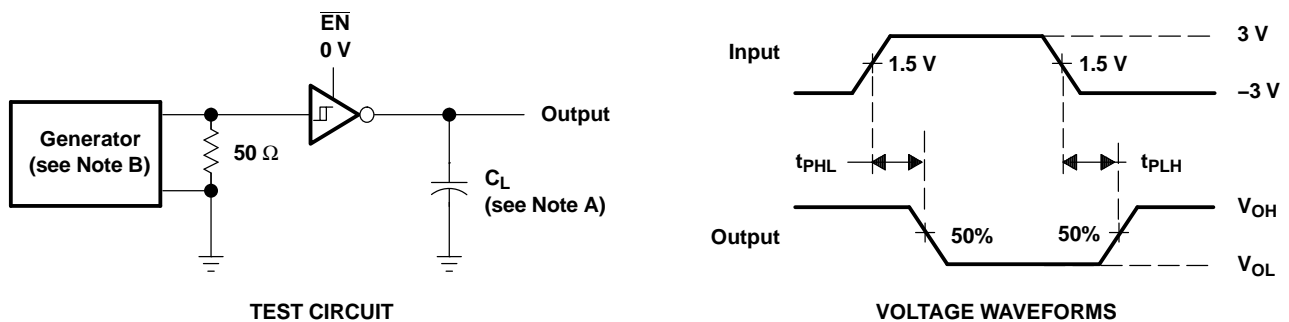 EN
0 V
Generator
(see Note B)
50 Ω
Output
CL
(see Note A)
TEST CIRCUIT
Input
1.5 V
1.5 V
3 V
–3 V
tPHL
tPLH
Output
50%
50%
VOH
VOL
VOLTAGE WAVEFORMS